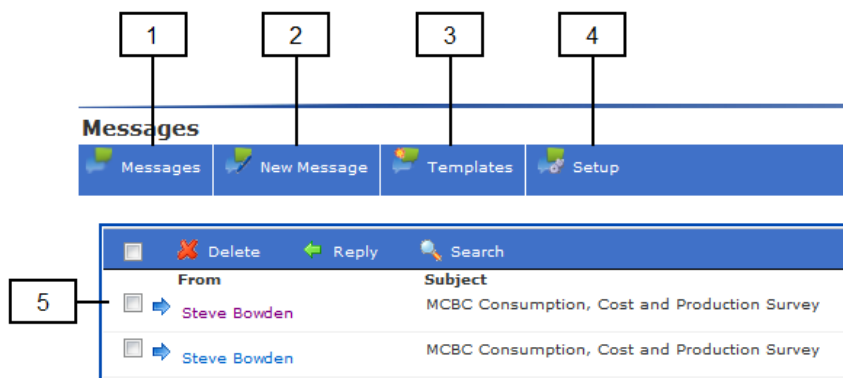 1 2 3 4
Messages
Messages New Message Templates Setup
Delete Reply Search
From Subject
5
Steve Bowden MCBC Consumption, Cost and Production Survey
Steve Bowden MCBC Consumption, Cost and Production Survey